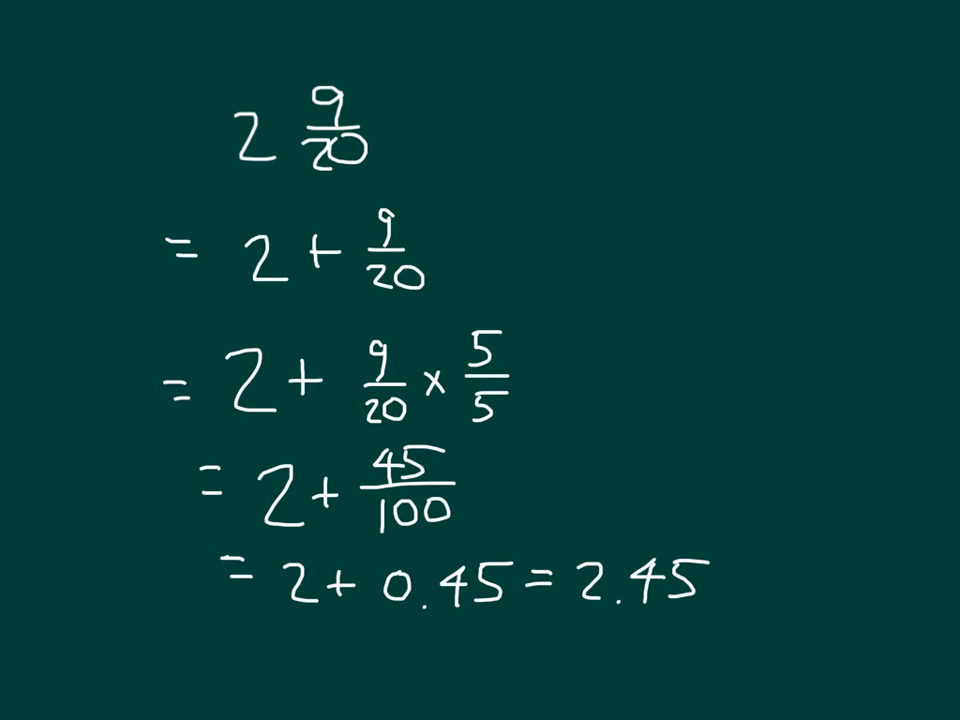 2 9/20
= 2 + 9/20
= 2 + 9/20 × 5/5
= 2 + 45/100
= 2 + 0.45 = 2.45